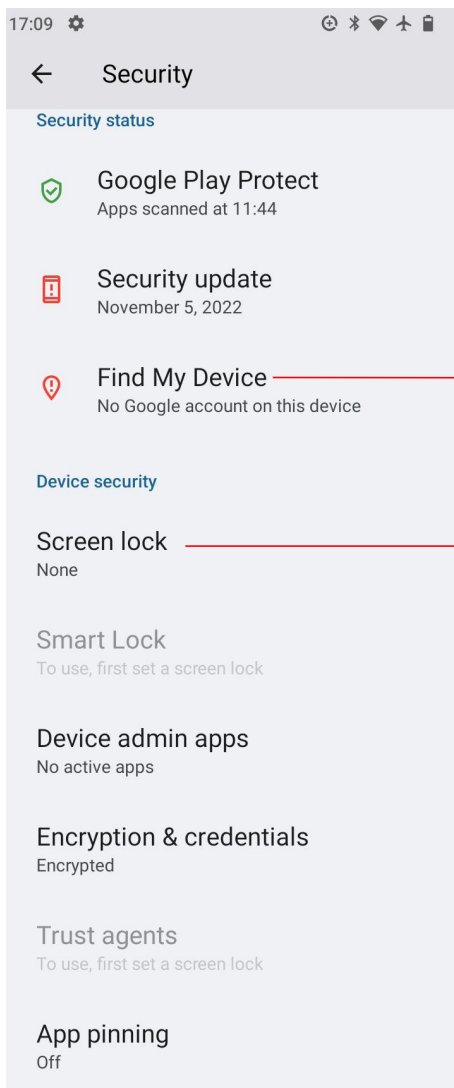 17:09
Security
Security status
Google Play Protect
Apps scanned at 11:44
Security update
November 5, 2022
Find My Device
No Google account on this device
Device security
Screen lock
None
Smart Lock
To use, first set a screen lock
Device admin apps
No active apps
Encryption & credentials
Encrypted
Trust agents
To use, first set a screen lock
App pinning
Off